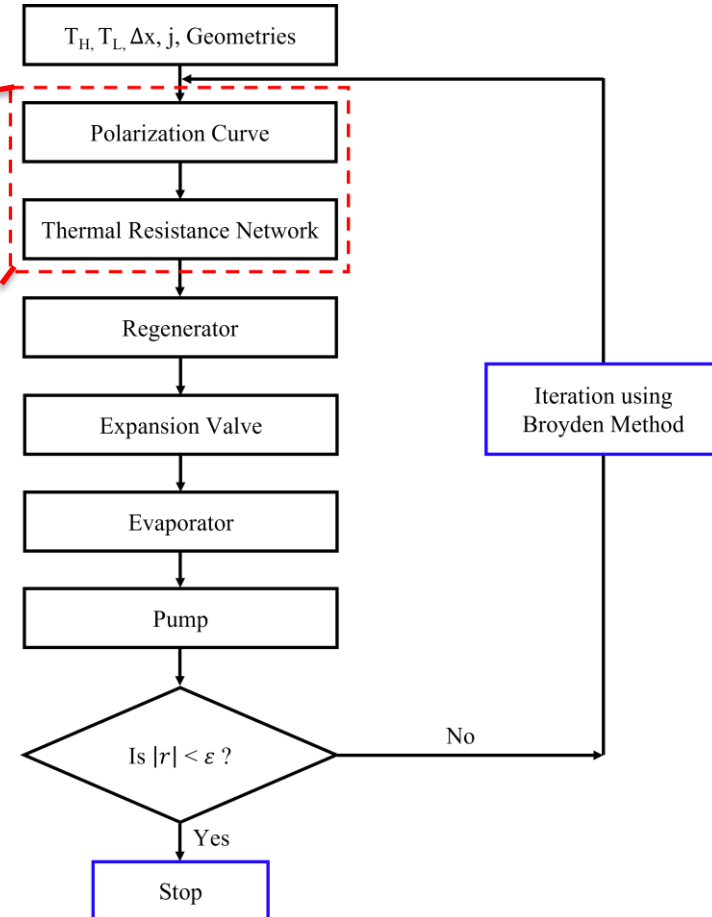 T_H, T_L, Δx, j, Geometries
Polarization Curve
Thermal Resistance Network
Regenerator
Expansion Valve
Iteration using
Broyden Method
Evaporator
Pump
Is |r| < ε ?
No
Yes
Stop